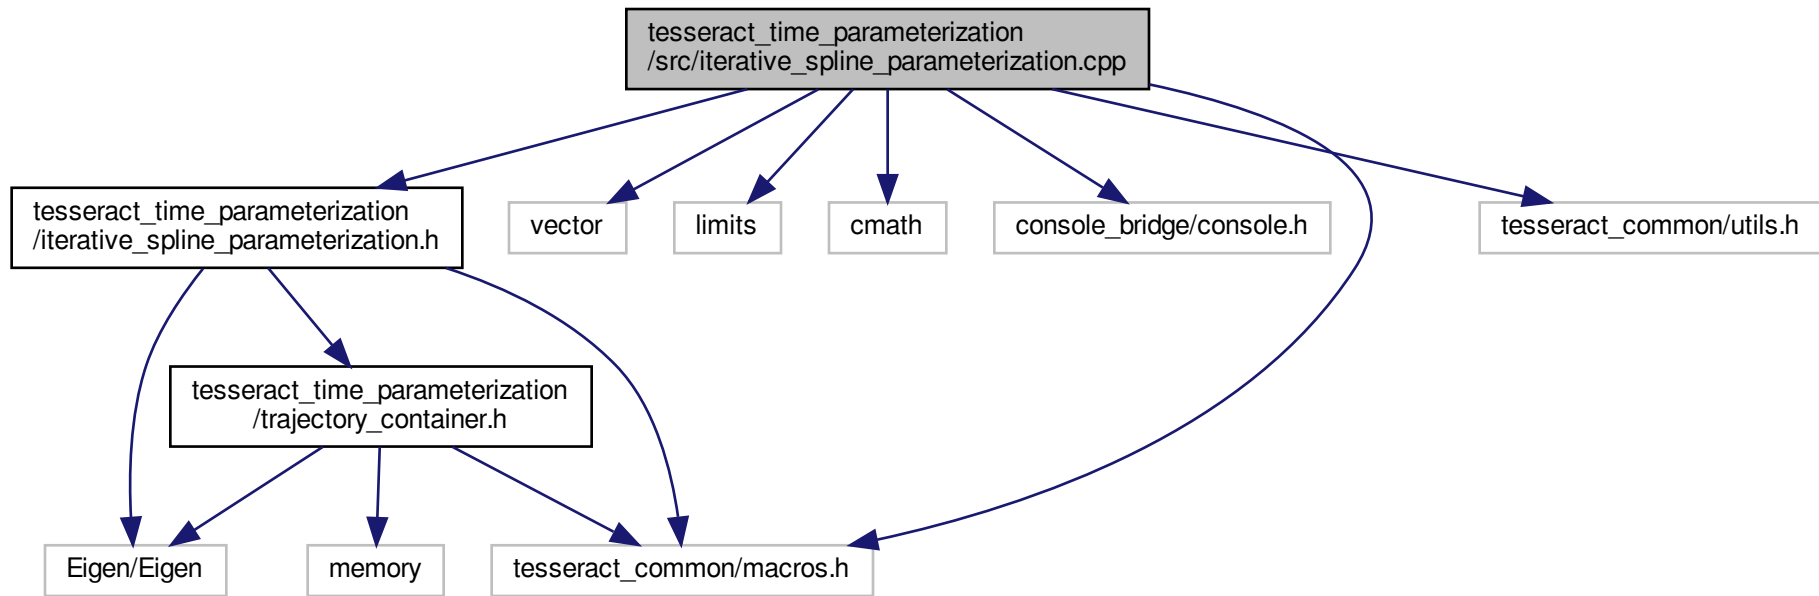 tesseract_time_parameterization
/src/iterative_spline_parameterization.cpp
tesseract_time_parameterization
/iterative_spline_parameterization.h
vector
limits
cmath
console_bridge/console.h
tesseract_common/utils.h
tesseract_time_parameterization
/trajectory_container.h
Eigen/Eigen
memory
tesseract_common/macros.h